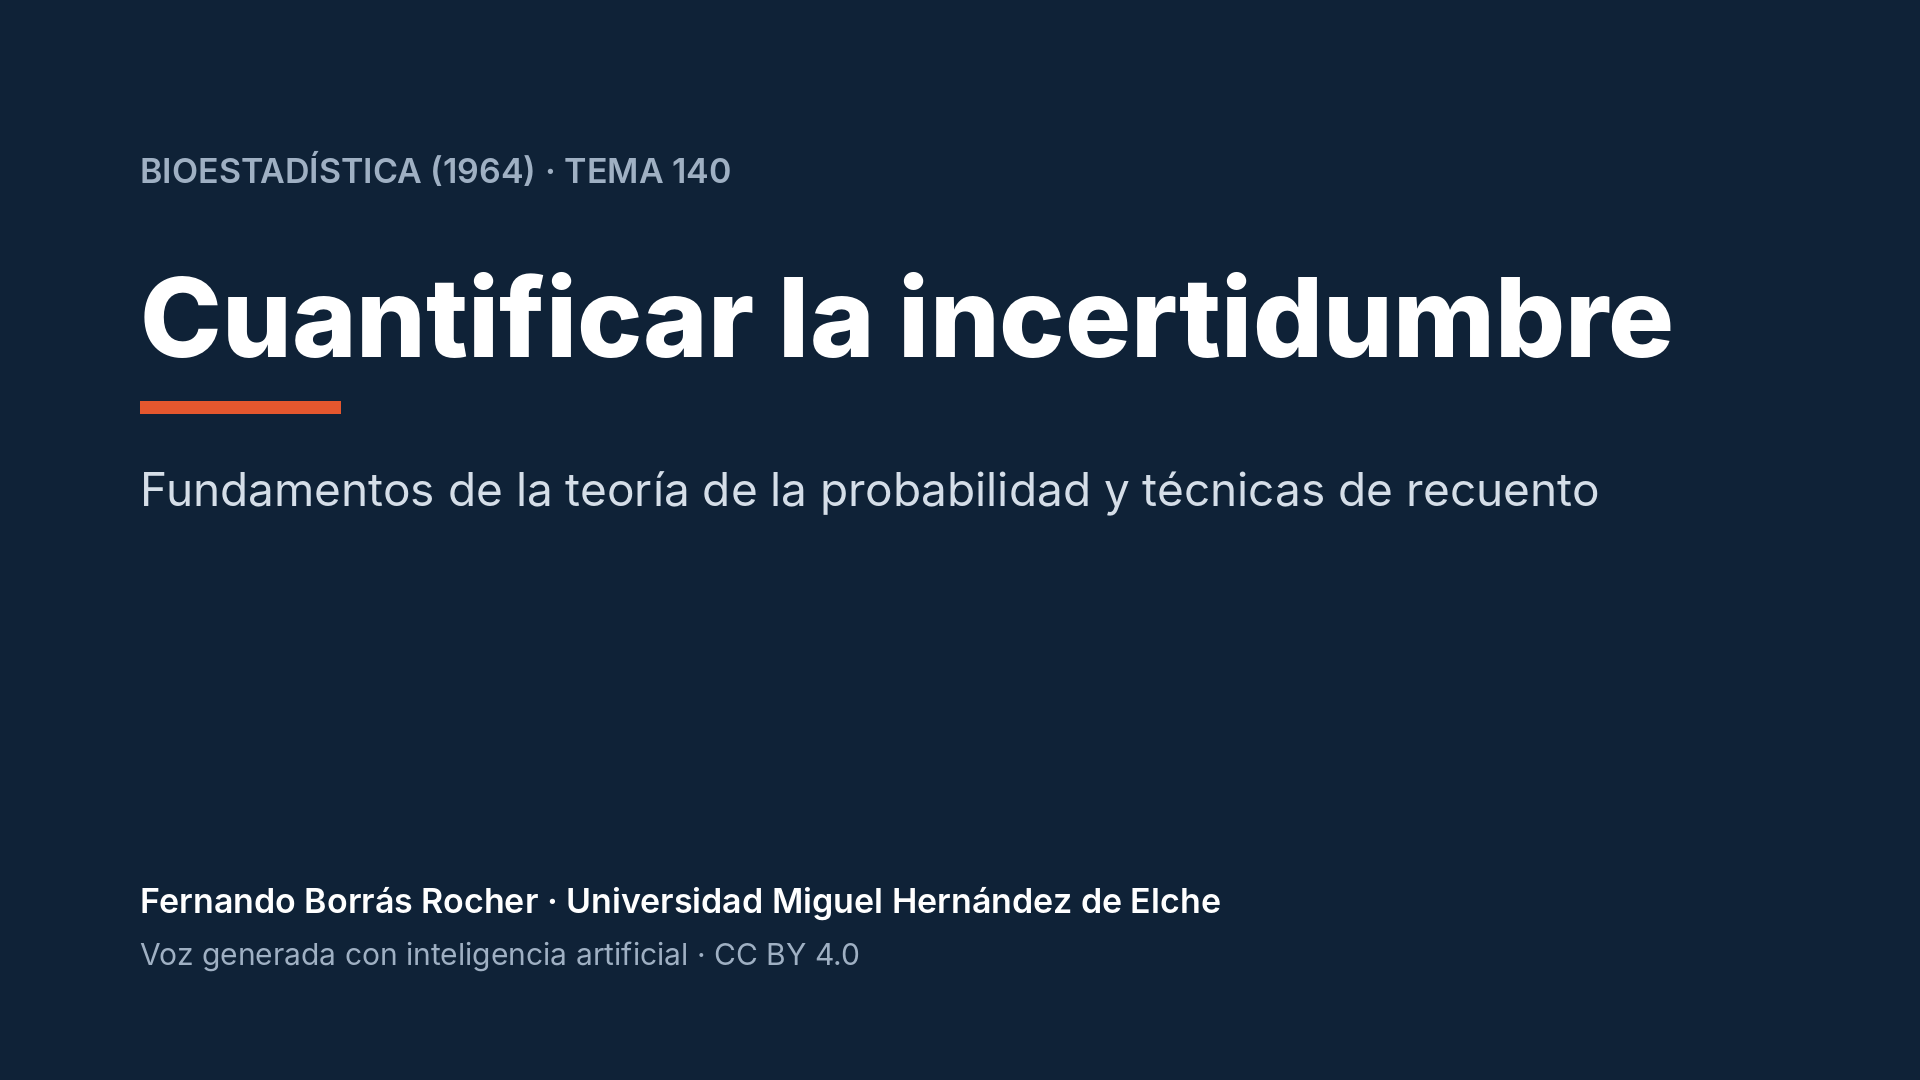 BIOESTADÍSTICA (1964) · TEMA 140
Cuantificar la incertidumbre
Fundamentos de la teoría de la probabilidad y técnicas de recuento
Fernando Borrás Rocher · Universidad Miguel Hernández de Elche
Voz generada con inteligencia artificial · CC BY 4.0